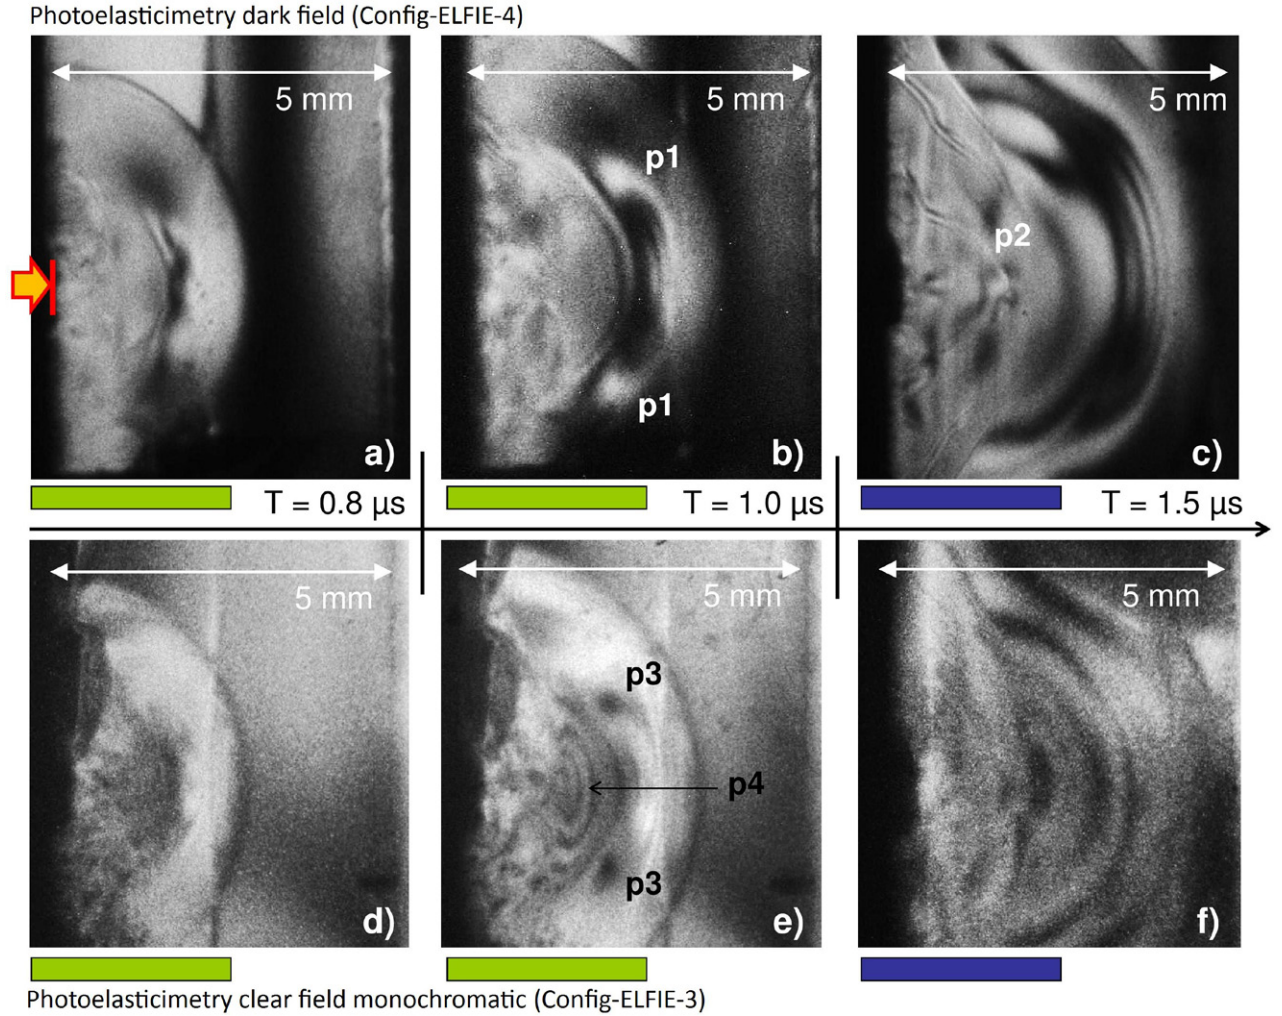 Photoelasticimetry dark field (Config-ELFIE-4)
5 mm
5 mm
5 mm
p1
p1
p2
a)
b)
c)
T = 0.8 µs
T = 1.0 µs
T = 1.5 µs
5 mm
5 mm
5 mm
p3
p4
p3
d)
e)
f)
Photoelasticimetry clear field monochromatic (Config-ELFIE-3)